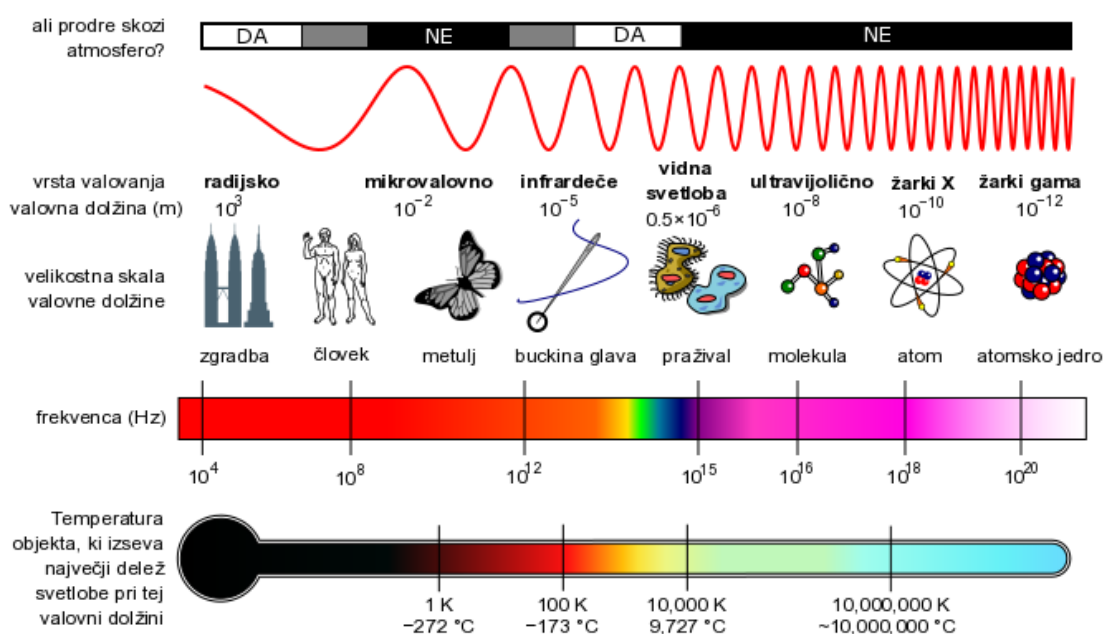 ali prodre skozi
atmosfero?
DA NE DA NE
vrsta valovanja
radijsko mikrovalovno infrardeče vidna svetloba ultravijolično žarki X žarki gama
valovna dolžina (m)
10³ 10⁻² 10⁻⁵ 0.5×10⁻⁶ 10⁻⁸ 10⁻¹⁰ 10⁻¹²
velikostna skala
valovne dolžine
zgradba človek metulj buckina glava pražival molekula atom atomsko jedro
frekvenca (Hz)
10⁴ 10⁸ 10¹² 10¹⁵ 10¹⁶ 10¹⁸ 10²⁰
Temperatura
objekta, ki izseva
največji delež
svetlobe pri tej
valovni dolžini
1 K 100 K 10,000 K 10,000,000 K
−272 °C −173 °C 9,727 °C ~10,000,000 °C